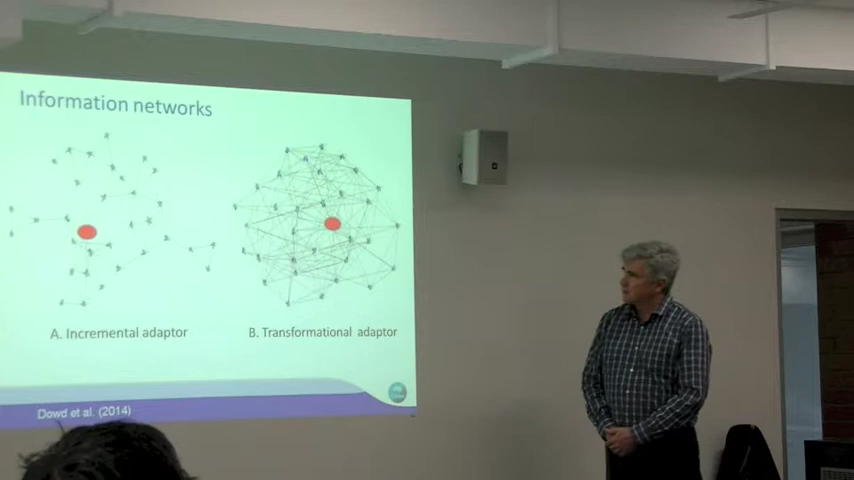 Information networks
A. Incremental adaptor
B. Transformational adaptor
Dowd et al. (2014)